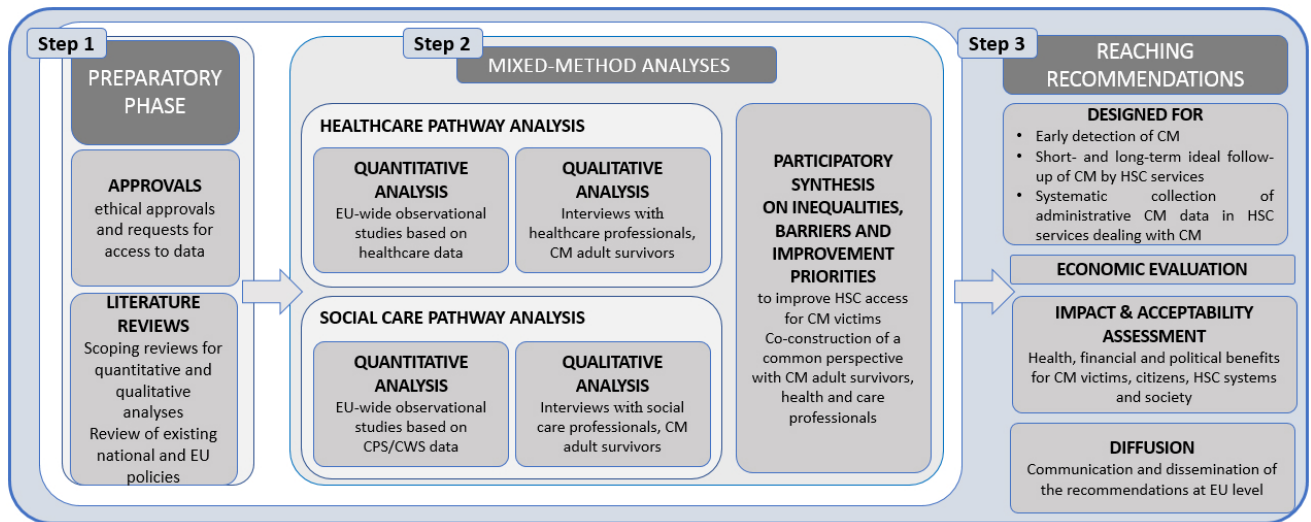 Step 1
PREPARATORY
PHASE
APPROVALS
ethical approvals
and requests for
access to data
LITERATURE
REVIEWS
Scoping reviews for
quantitative and
qualitative
analyses
Review of existing
national and EU
policies
Step 2
MIXED-METHOD ANALYSES
HEALTHCARE PATHWAY ANALYSIS
QUANTITATIVE
ANALYSIS
EU-wide observational
studies based on
healthcare data
QUALITATIVE
ANALYSIS
Interviews with
healthcare professionals,
CM adult survivors
SOCIAL CARE PATHWAY ANALYSIS
QUANTITATIVE
ANALYSIS
EU-wide observational
studies based on
CPS/CWS data
QUALITATIVE
ANALYSIS
Interviews with social
care professionals, CM
adult survivors
PARTICIPATORY
SYNTHESIS
ON INEQUALITIES,
BARRIERS AND
IMPROVEMENT
PRIORITIES
to improve HSC access
for CM victims
Co-construction of a
common perspective
with CM adult survivors,
health and care
professionals
Step 3
REACHING
RECOMMENDATIONS
DESIGNED FOR
• Early detection of CM
• Short- and long-term ideal follow-
up of CM by HSC services
• Systematic collection of
administrative CM data in HSC
services dealing with CM
ECONOMIC EVALUATION
IMPACT & ACCEPTABILITY
ASSESSMENT
Health, financial and political benefits
for CM victims, citizens, HSC systems
and society
DIFFUSION
Communication and dissemination of
the recommendations at EU level